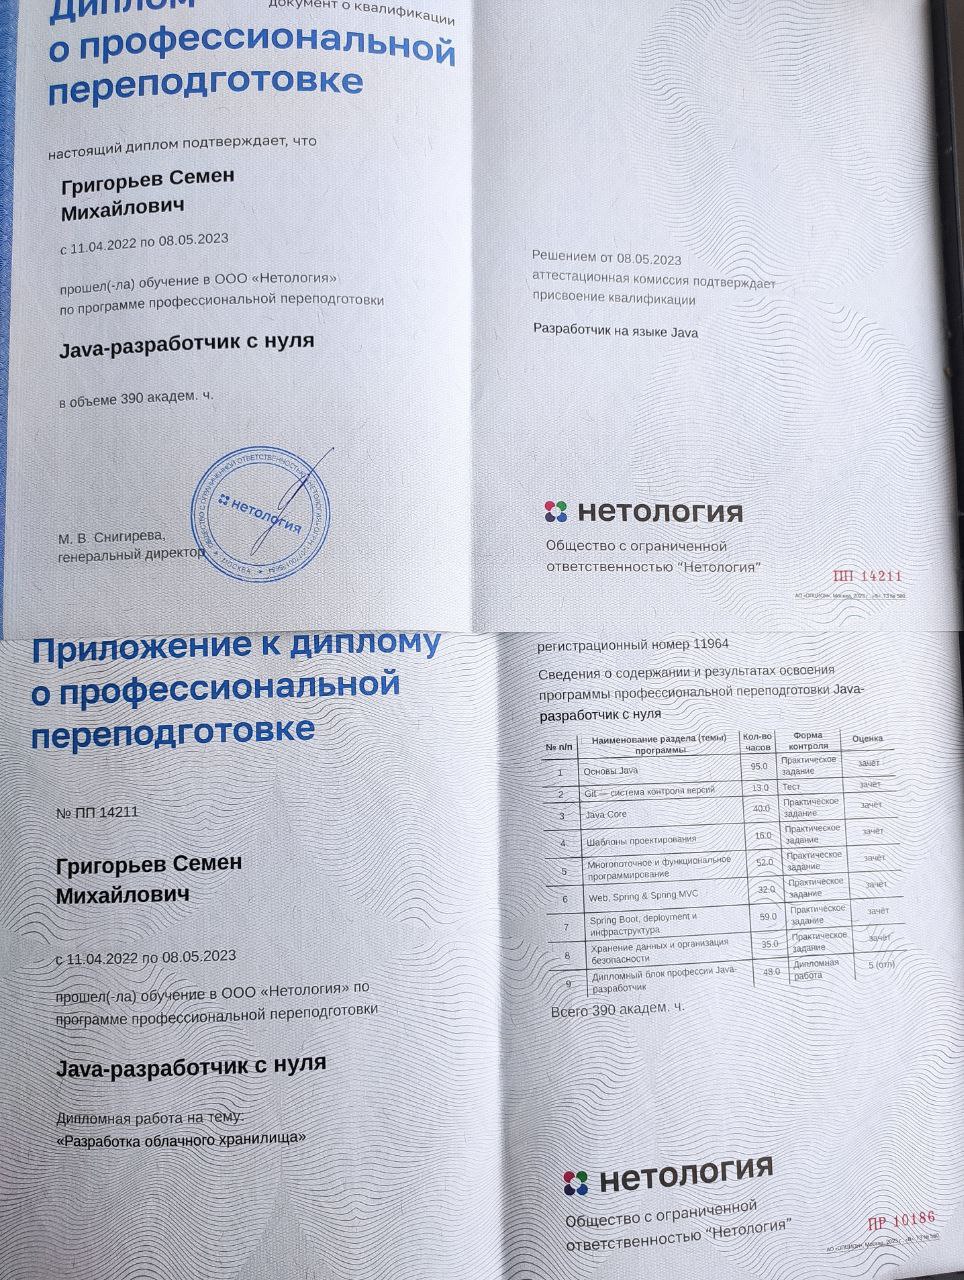 Диплом
о профессиональной
переподготовке
документ о квалификации
настоящий диплом подтверждает, что
Григорьев Семен
Михайлович
с 11.04.2022 по 08.05.2023
прошел(-ла) обучение в ООО «Нетология»
по программе профессиональной переподготовки
Java-разработчик с нуля
в объеме 390 академ. ч.
М. В. Снигирева,
генеральный директор
нетология
МОСКВА
Решением от 08.05.2023
аттестационная комиссия подтверждает
присвоение квалификации
Разработчик на языке Java
нетология
Общество с ограниченной
ответственностью “Нетология”
ПП 14211
Приложение к диплому
о профессиональной
переподготовке
№ ПП 14211
Григорьев Семен
Михайлович
с 11.04.2022 по 08.05.2023
прошел(-ла) обучение в ООО «Нетология» по
программе профессиональной переподготовки
Java-разработчик с нуля
Дипломная работа на тему:
«Разработка облачного хранилища»
регистрационный номер 11964
Сведения о содержании и результатах освоения
программы профессиональной переподготовки Java-
разработчик с нуля
№ п/п Наименование раздела (темы) программы Кол-во часов Форма контроля Оценка
1 Основы Java 95.0 Практическое задание зачёт
2 Git — система контроля версий 13.0 Тест зачёт
3 Java Core 40.0 Практическое задание зачёт
4 Шаблоны проектирования 16.0 Практическое задание зачёт
5 Многопоточное и функциональное программирование 52.0 Практическое задание зачёт
6 Web, Spring & Spring MVC 32.0 Практическое задание зачёт
7 Spring Boot, deployment и инфраструктура 59.0 Практическое задание зачёт
8 Хранение данных и организация безопасности 35.0 Практическое задание зачёт
9 Дипломный блок профессии Java-разработчик 48.0 Дипломная работа 5 (отл)
Всего 390 академ. ч.
нетология
Общество с ограниченной
ответственностью “Нетология”
ПР 10186